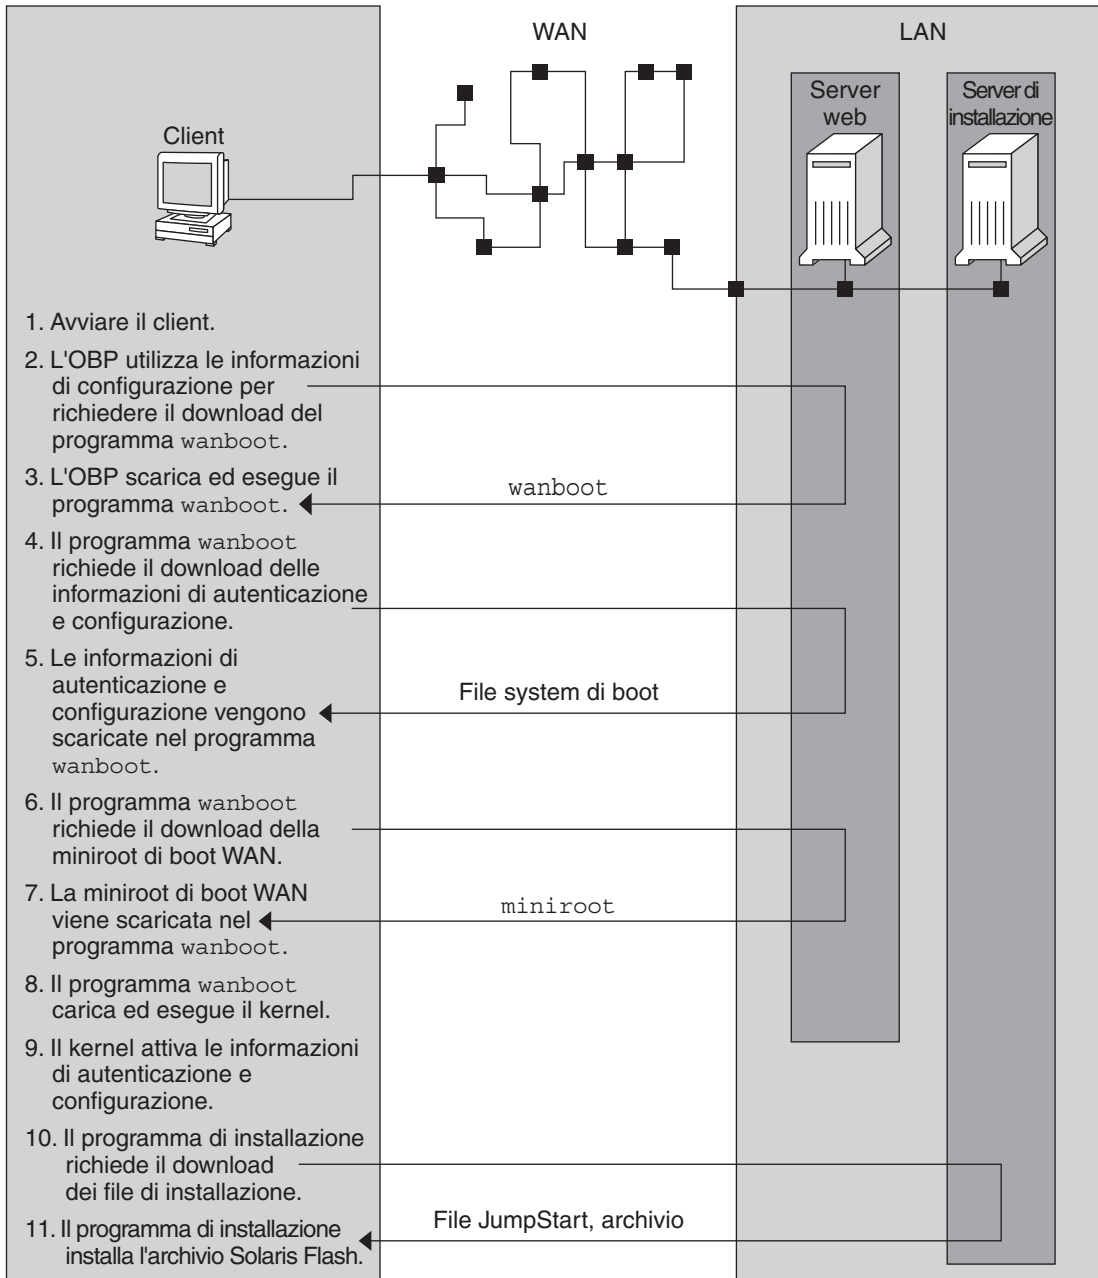 WAN
LAN
Client
Server
web
Server di
installazione
1. Avviare il client.
2. L'OBP utilizza le informazioni
di configurazione per
richiedere il download del
programma wanboot.
3. L'OBP scarica ed esegue il
programma wanboot.
wanboot
4. Il programma wanboot
richiede il download delle
informazioni di autenticazione
e configurazione.
5. Le informazioni di
autenticazione e
configurazione vengono
scaricate nel programma
wanboot.
File system di boot
6. Il programma wanboot
richiede il download della
miniroot di boot WAN.
7. La miniroot di boot WAN
viene scaricata nel
programma wanboot.
miniroot
8. Il programma wanboot
carica ed esegue il kernel.
9. Il kernel attiva le informazioni
di autenticazione e
configurazione.
10. Il programma di installazione
richiede il download
dei file di installazione.
11. Il programma di installazione
installa l'archivio Solaris Flash.
File JumpStart, archivio